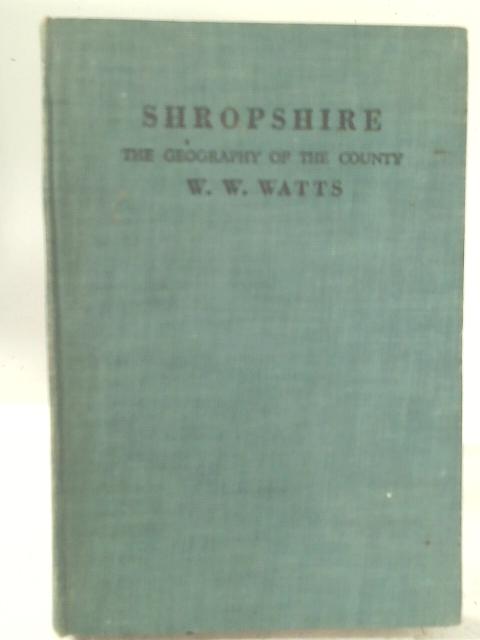 SHROPSHIRE
THE GEOGRAPHY OF THE COUNTY
W. W. WATTS